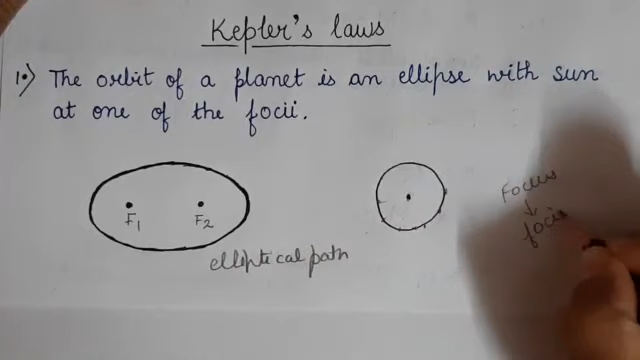 Kepler's laws
1.) The orbit of a planet is an ellipse with sun
at one of the focii.
F1
F2
elliptical path
Focus
focii